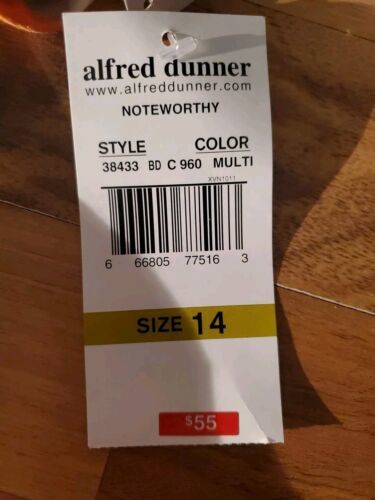 alfred dunner
www.alfreddunner.com
NOTEWORTHY
STYLE COLOR
38433 BD C 960 MULTI
XVN1011
6 66805 77516 3
SIZE 14
$55